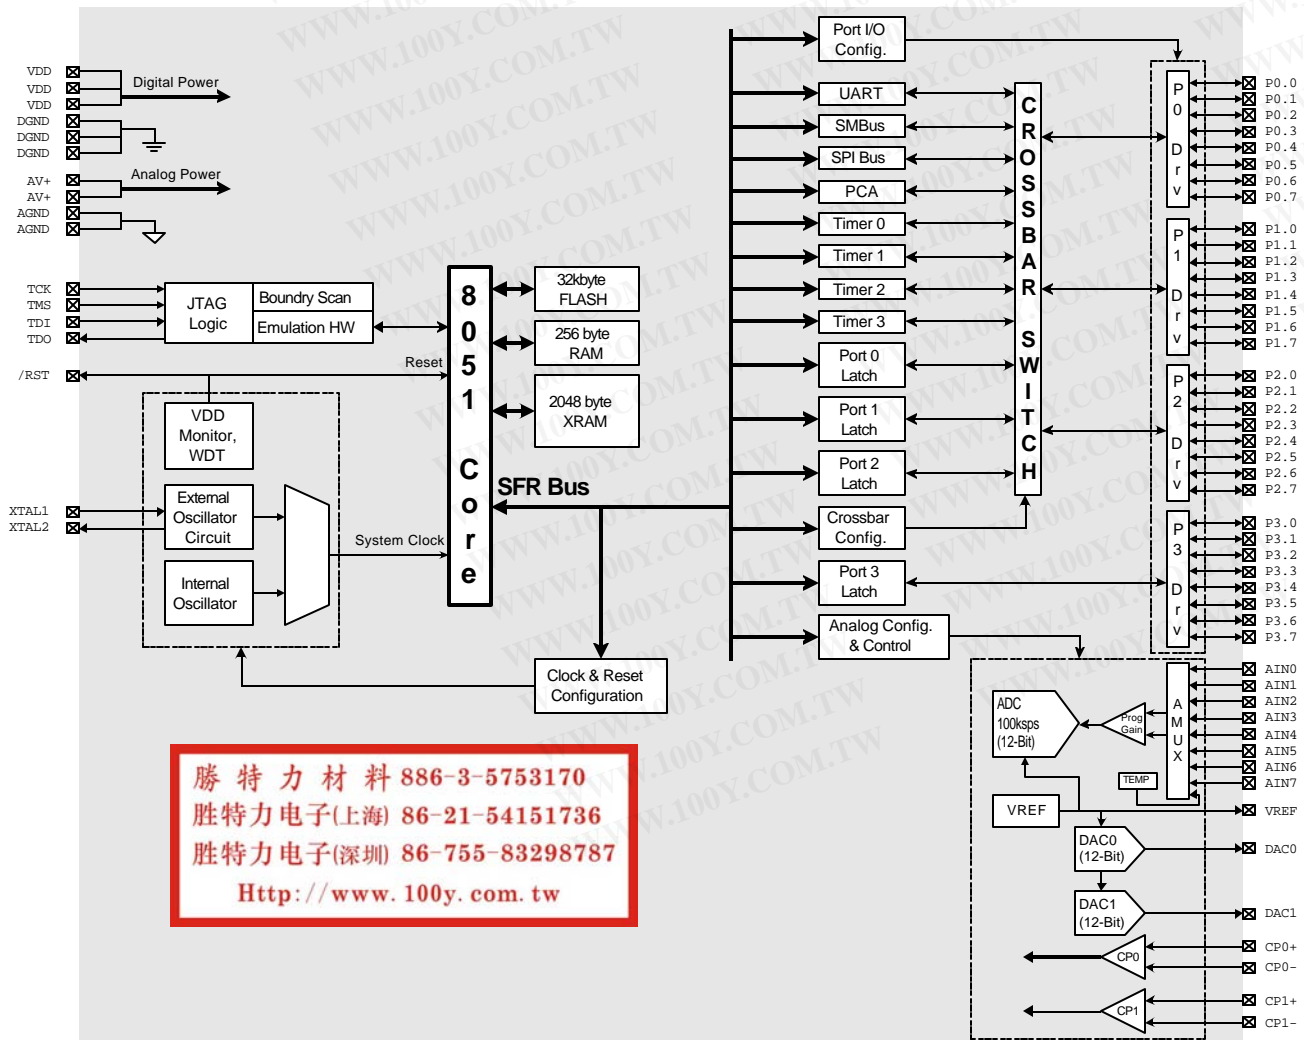 VDD
VDD
VDD
Digital Power
DGND
DGND
DGND
AV+
AV+
Analog Power
AGND
AGND
TCK
TMS
TDI
TDO
JTAG
Logic
Boundry Scan
Emulation HW
/RST
Reset
VDD
Monitor,
WDT
XTAL1
XTAL2
External
Oscillator
Circuit
Internal
Oscillator
System Clock
8051 Core
32kbyte
FLASH
256 byte
RAM
2048 byte
XRAM
SFR Bus
Clock & Reset
Configuration
Port I/O
Config.
UART
SMBus
SPI Bus
PCA
Timer 0
Timer 1
Timer 2
Timer 3
Port 0
Latch
Port 1
Latch
Port 2
Latch
Crossbar
Config.
Port 3
Latch
Analog Config.
& Control
CROSSBAR SWITCH
P0 Drv
P1 Drv
P2 Drv
P3 Drv
P0.0
P0.1
P0.2
P0.3
P0.4
P0.5
P0.6
P0.7
P1.0
P1.1
P1.2
P1.3
P1.4
P1.5
P1.6
P1.7
P2.0
P2.1
P2.2
P2.3
P2.4
P2.5
P2.6
P2.7
P3.0
P3.1
P3.2
P3.3
P3.4
P3.5
P3.6
P3.7
ADC
100ksps
(12-Bit)
Prog
Gain
AMUX
TEMP
VREF
DAC0
(12-Bit)
DAC1
(12-Bit)
CP0
CP1
AIN0
AIN1
AIN2
AIN3
AIN4
AIN5
AIN6
AIN7
VREF
DAC0
DAC1
CP0+
CP0-
CP1+
CP1-
勝特力材料 886-3-5753170
胜特力电子(上海) 86-21-54151736
胜特力电子(深圳) 86-755-83298787
Http://www.100y.com.tw
WWW.100Y.COM.TW